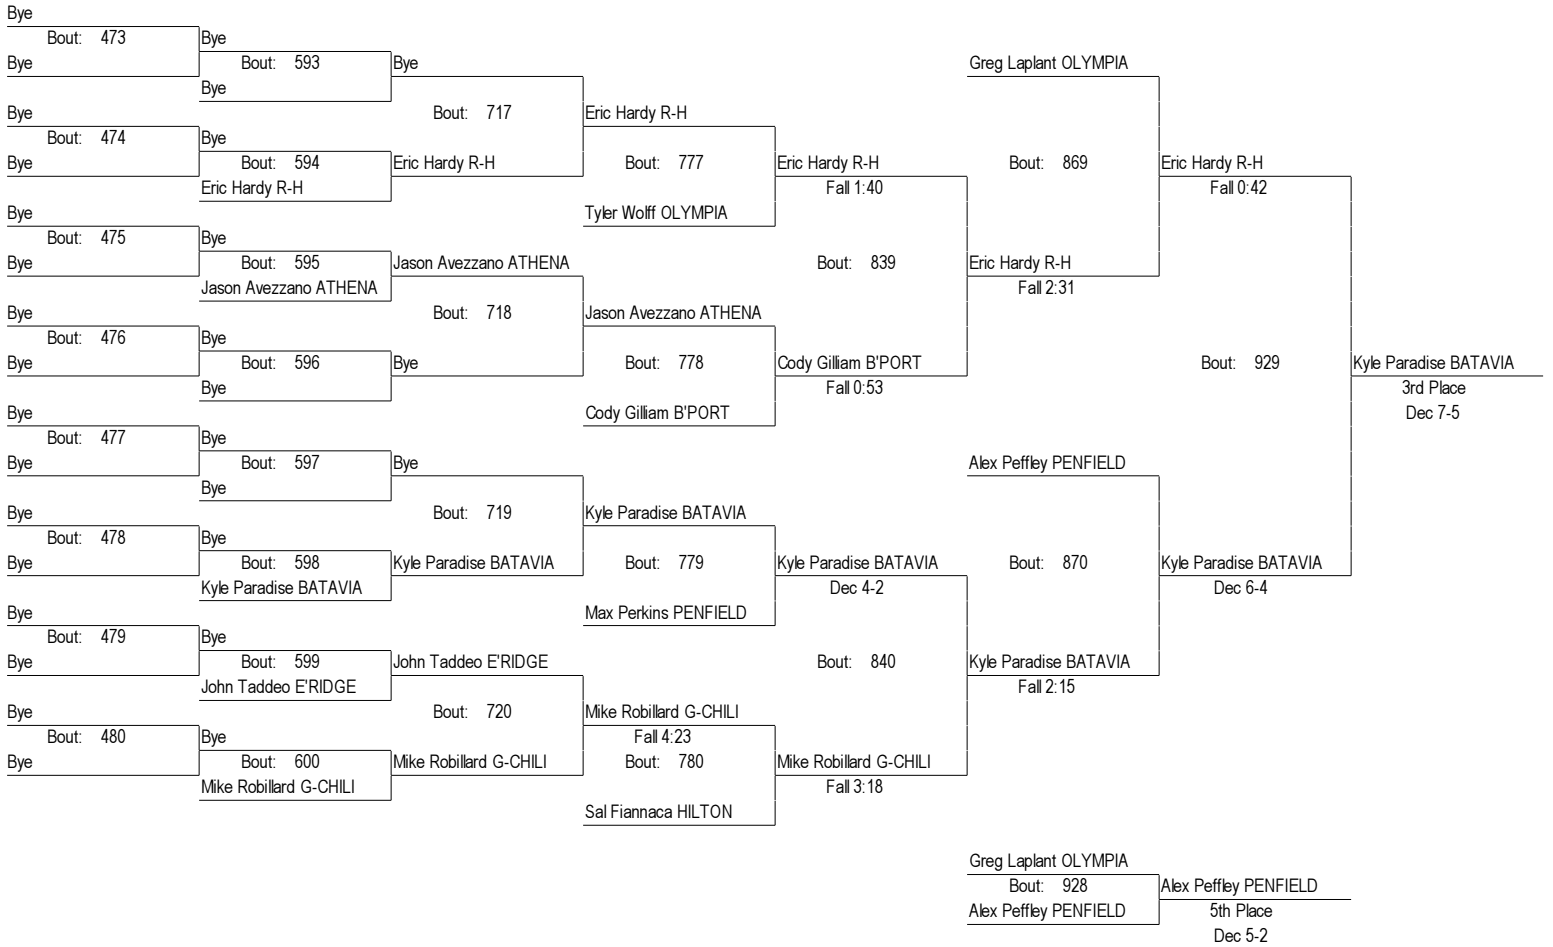 Bye
Bout: 473
Bye
Bye
Bout: 593
Bye
Bye
Bout: 474
Bye
Bye
Bout: 594
Eric Hardy R-H
Bye
Bout: 717
Eric Hardy R-H
Bye
Bout: 475
Bye
Bye
Bout: 595
Jason Avezzano ATHENA
Bye
Bout: 476
Bye
Bye
Bout: 596
Bye
Jason Avezzano ATHENA
Bout: 718
Bye
Eric Hardy R-H
Bout: 777
Tyler Wolff OLYMPIA
Jason Avezzano ATHENA
Bout: 778
Cody Gilliam B'PORT
Eric Hardy R-H
Fall 1:40
Bout: 839
Cody Gilliam B'PORT
Fall 0:53
Greg Laplant OLYMPIA
Bout: 869
Eric Hardy R-H
Fall 2:31
Eric Hardy R-H
Fall 0:42
Bye
Bout: 477
Bye
Bye
Bout: 597
Bye
Bye
Bout: 478
Bye
Bye
Bout: 598
Kyle Paradise BATAVIA
Bye
Bout: 719
Kyle Paradise BATAVIA
Bye
Bout: 479
Bye
Bye
Bout: 599
John Taddeo E'RIDGE
Bye
Bout: 480
Bye
Bye
Bout: 600
Mike Robillard G-CHILI
John Taddeo E'RIDGE
Bout: 720
Mike Robillard G-CHILI
Kyle Paradise BATAVIA
Bout: 779
Max Perkins PENFIELD
Mike Robillard G-CHILI
Fall 4:23
Bout: 780
Sal Fiannaca HILTON
Kyle Paradise BATAVIA
Dec 4-2
Bout: 840
Mike Robillard G-CHILI
Fall 3:18
Alex Peffley PENFIELD
Bout: 870
Kyle Paradise BATAVIA
Fall 2:15
Kyle Paradise BATAVIA
Dec 6-4
Bout: 929
Kyle Paradise BATAVIA
3rd Place
Dec 7-5
Greg Laplant OLYMPIA
Bout: 928
Alex Peffley PENFIELD
Alex Peffley PENFIELD
5th Place
Dec 5-2